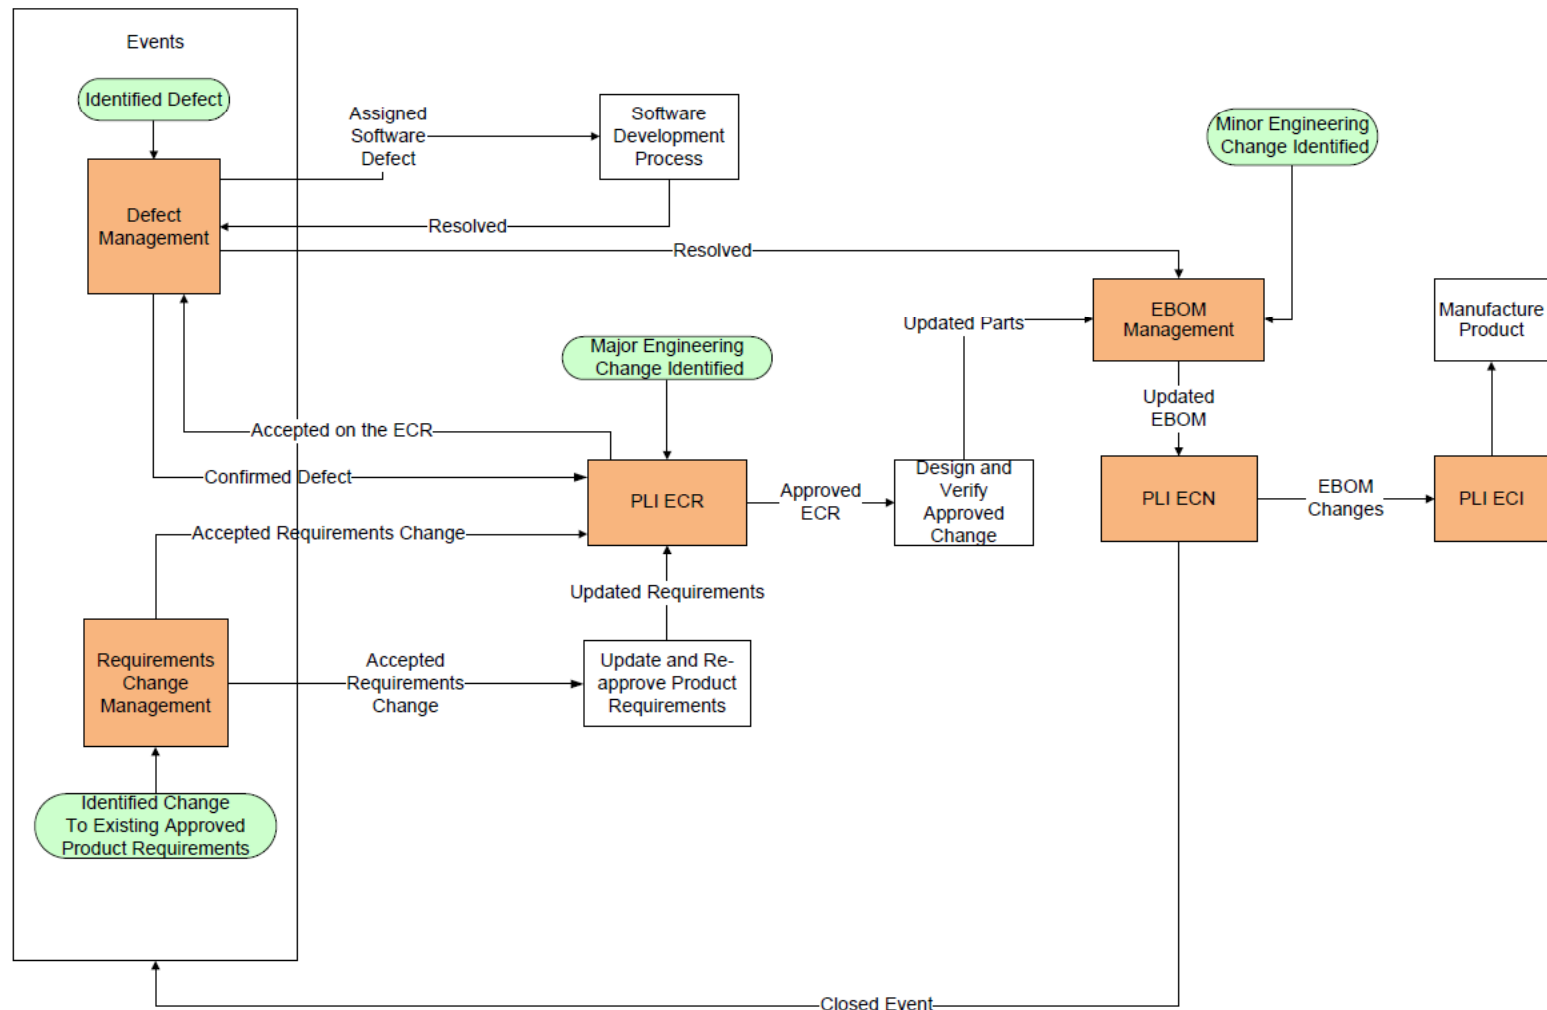 Events
Identified Defect
Assigned
Software
Defect
Software
Development
Process
Minor Engineering
Change Identified
Defect
Management
Resolved
Resolved
EBOM
Management
Manufacture
Product
Updated Parts
Major Engineering
Change Identified
Updated
EBOM
Accepted on the ECR
Confirmed Defect
PLI ECR
Approved
ECR
Design and
Verify
Approved
Change
PLI ECN
EBOM
Changes
PLI ECI
Accepted Requirements Change
Updated Requirements
Requirements
Change
Management
Accepted
Requirements
Change
Update and Re-
approve Product
Requirements
Identified Change
To Existing Approved
Product Requirements
Closed Event